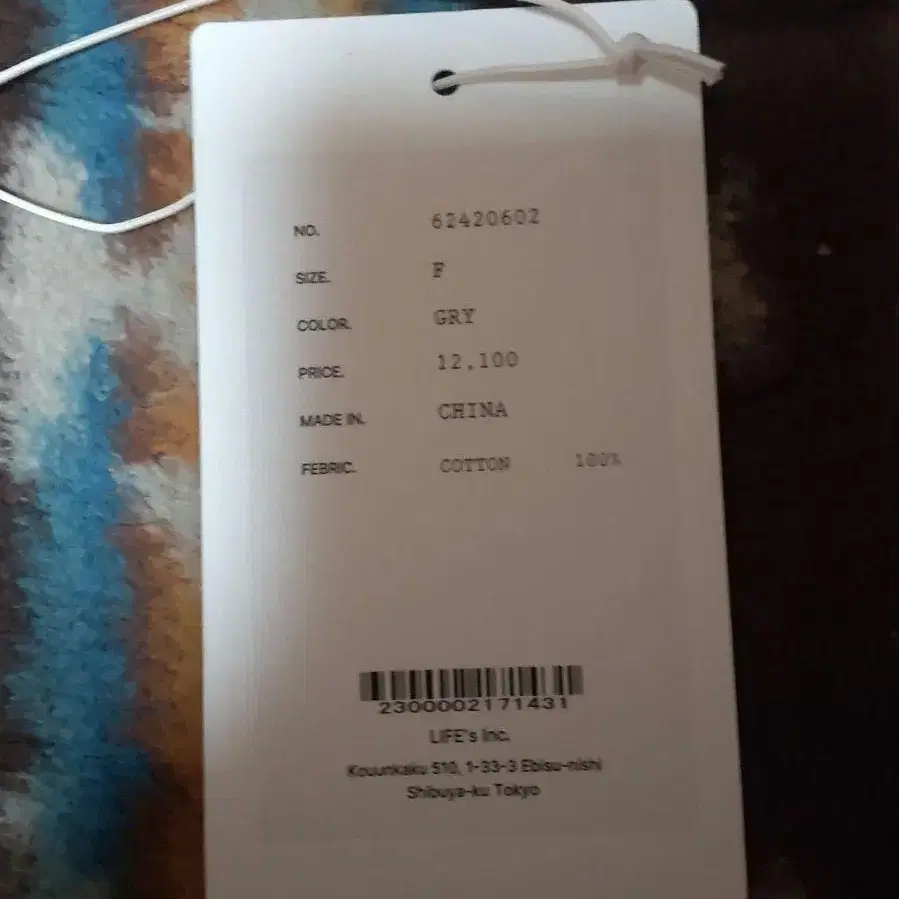 NO. 62420602
SIZE. F
COLOR. GRY
PRICE. 12,100
MADE IN. CHINA
FEBRIC. COTTON 100%
2300002171431
LIFE's Inc.
Kouunkaku 510, 1-33-3 Ebisu-nishi
Shibuya-ku Tokyo